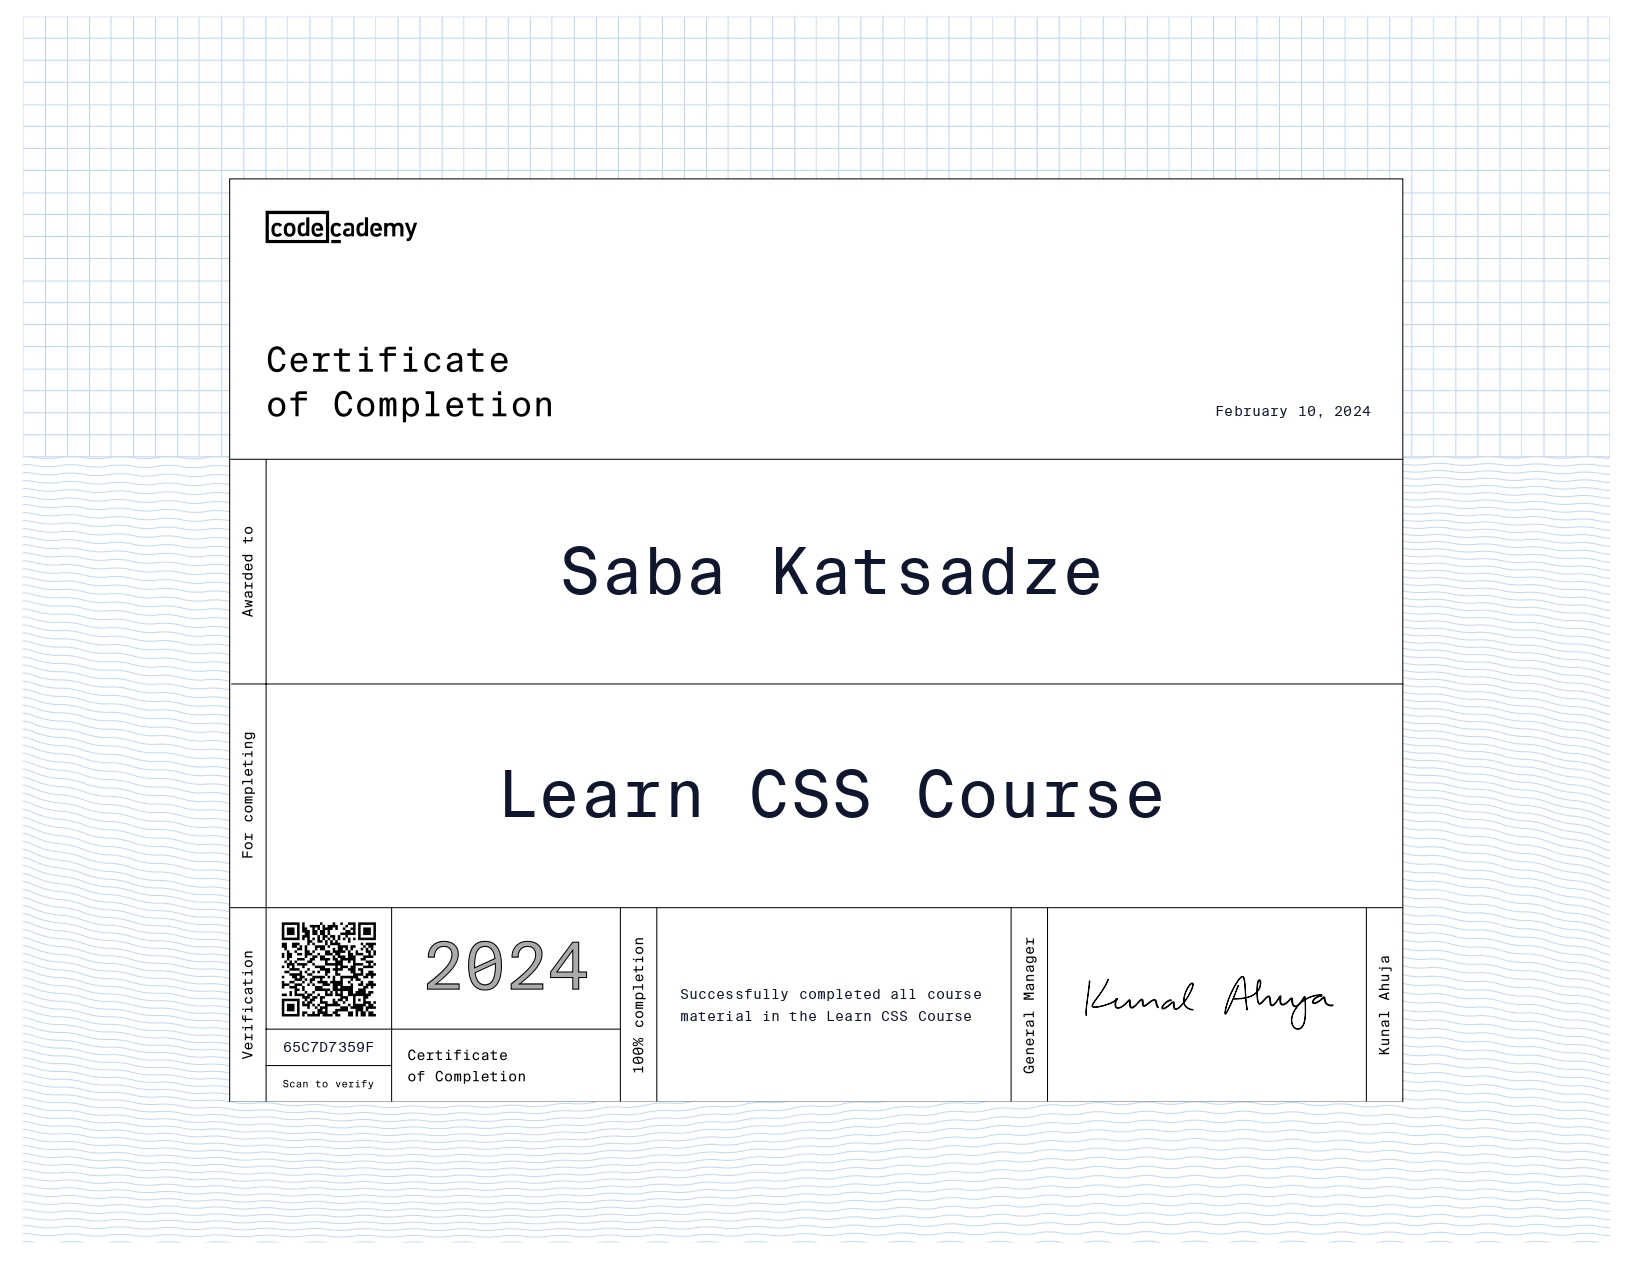 codecademy
Certificate
of Completion
February 10, 2024
Awarded to
Saba Katsadze
For completing
Learn CSS Course
Verification
65C7D7359F
Scan to verify
2024
Certificate
of Completion
100% completion
Successfully completed all course
material in the Learn CSS Course
General Manager
Kunal Ahuja
Kunal Ahuja